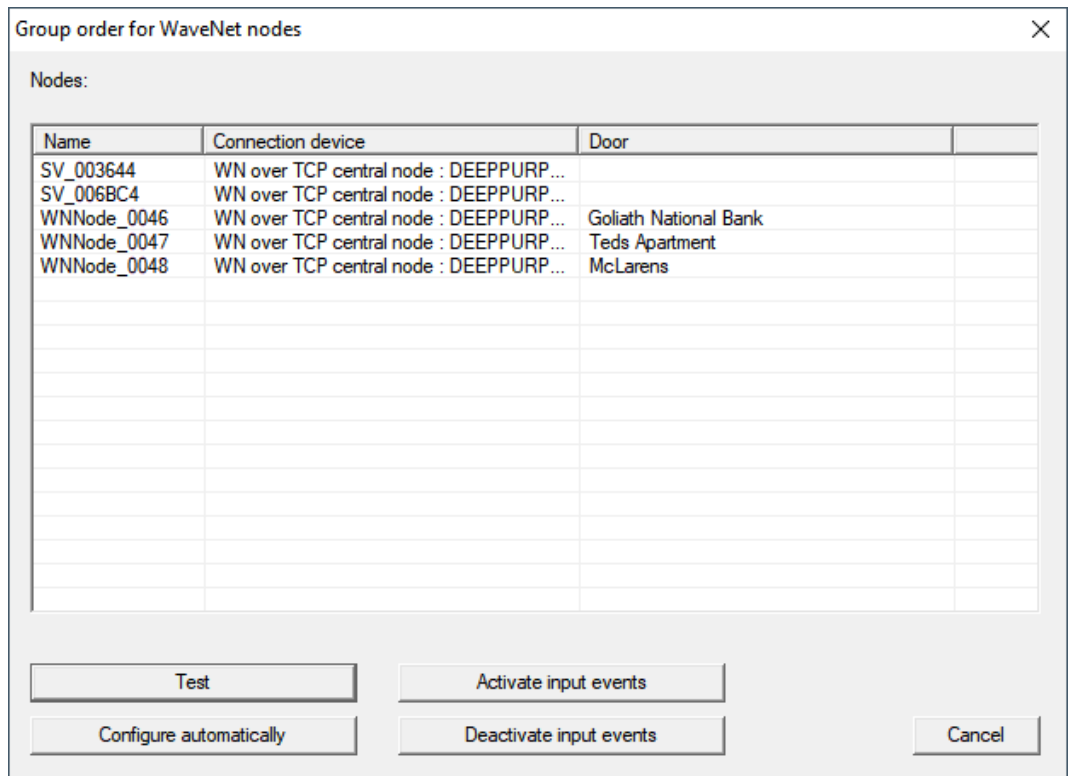 Group order for WaveNet nodes
Nodes:
Name Connection device Door
SV_003644 WN over TCP central node : DEEPPURP...
SV_006BC4 WN over TCP central node : DEEPPURP...
WNNode_0046 WN over TCP central node : DEEPPURP... Goliath National Bank
WNNode_0047 WN over TCP central node : DEEPPURP... Teds Apartment
WNNode_0048 WN over TCP central node : DEEPPURP... McLarens
Test Activate input events
Configure automatically Deactivate input events Cancel